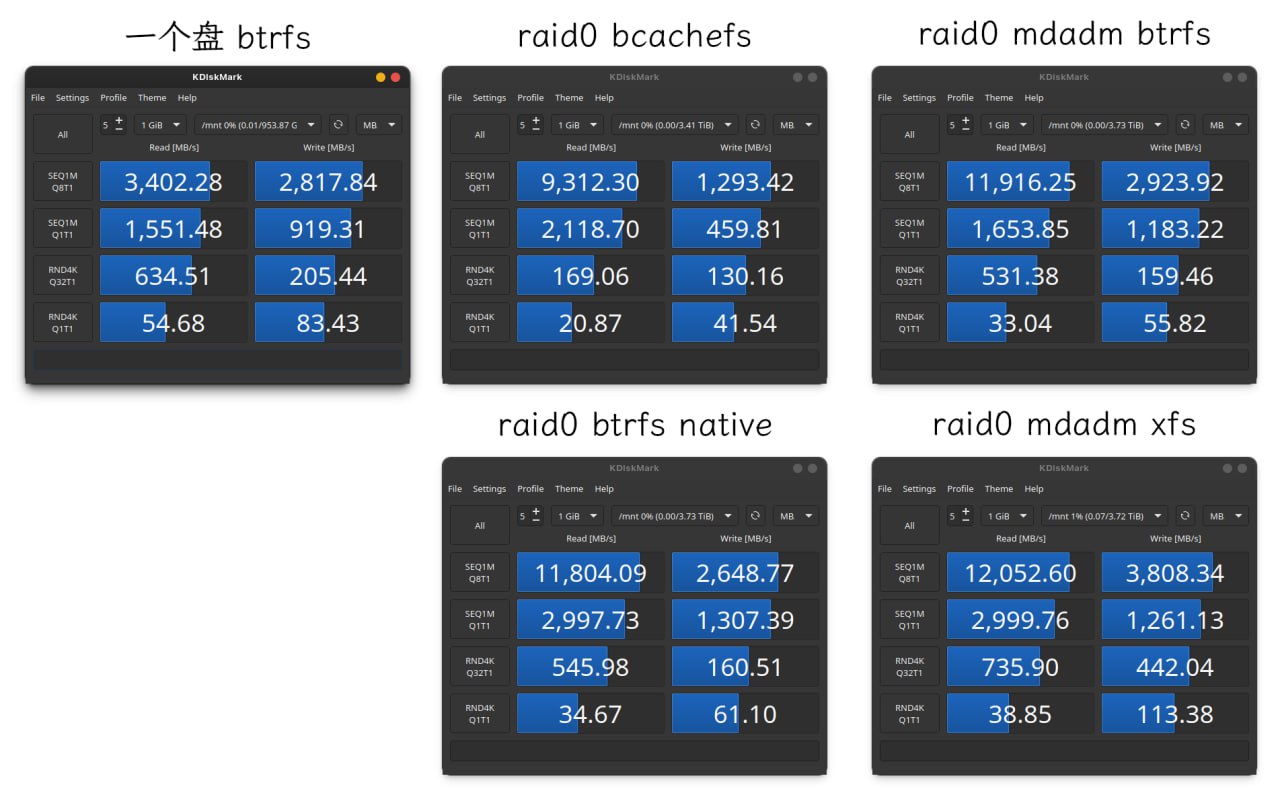 一个盘 btrfs
KDiskMark
File Settings Profile Theme Help
All
5 + −
1 GiB
/mnt 0% (0.01/953.87 G
MB
Read [MB/s] Write [MB/s]
SEQ1M
Q8T1
3,402.28 2,817.84
SEQ1M
Q1T1
1,551.48 919.31
RND4K
Q32T1
634.51 205.44
RND4K
Q1T1
54.68 83.43
raid0 bcachefs
KDiskMark
File Settings Profile Theme Help
All
5 + −
1 GiB
/mnt 0% (0.00/3.41 TiB)
MB
Read [MB/s] Write [MB/s]
SEQ1M
Q8T1
9,312.30 1,293.42
SEQ1M
Q1T1
2,118.70 459.81
RND4K
Q32T1
169.06 130.16
RND4K
Q1T1
20.87 41.54
raid0 mdadm btrfs
KDiskMark
File Settings Profile Theme Help
All
5 + −
1 GiB
/mnt 0% (0.00/3.73 TiB)
MB
Read [MB/s] Write [MB/s]
SEQ1M
Q8T1
11,916.25 2,923.92
SEQ1M
Q1T1
1,653.85 1,183.22
RND4K
Q32T1
531.38 159.46
RND4K
Q1T1
33.04 55.82
raid0 btrfs native
KDiskMark
File Settings Profile Theme Help
All
5 + −
1 GiB
/mnt 0% (0.00/3.73 TiB)
MB
Read [MB/s] Write [MB/s]
SEQ1M
Q8T1
11,804.09 2,648.77
SEQ1M
Q1T1
2,997.73 1,307.39
RND4K
Q32T1
545.98 160.51
RND4K
Q1T1
34.67 61.10
raid0 mdadm xfs
KDiskMark
File Settings Profile Theme Help
All
5 + −
1 GiB
/mnt 1% (0.07/3.72 TiB)
MB
Read [MB/s] Write [MB/s]
SEQ1M
Q8T1
12,052.60 3,808.34
SEQ1M
Q1T1
2,999.76 1,261.13
RND4K
Q32T1
735.90 442.04
RND4K
Q1T1
38.85 113.38